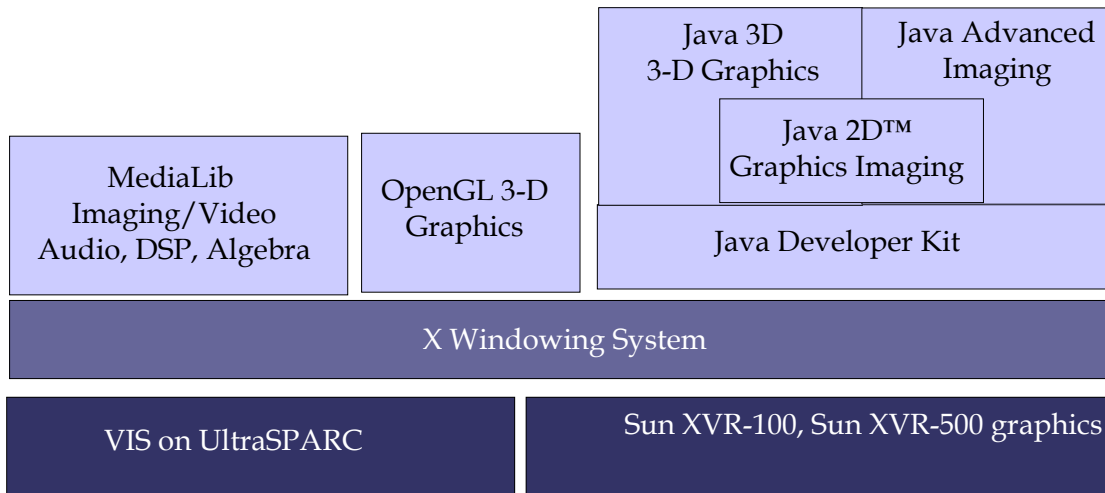 Java 3D
3-D Graphics
Java Advanced
Imaging
Java 2D™
Graphics Imaging
MediaLib
Imaging/Video
Audio, DSP, Algebra
OpenGL 3-D
Graphics
Java Developer Kit
X Windowing System
VIS on UltraSPARC
Sun XVR-100, Sun XVR-500 graphics